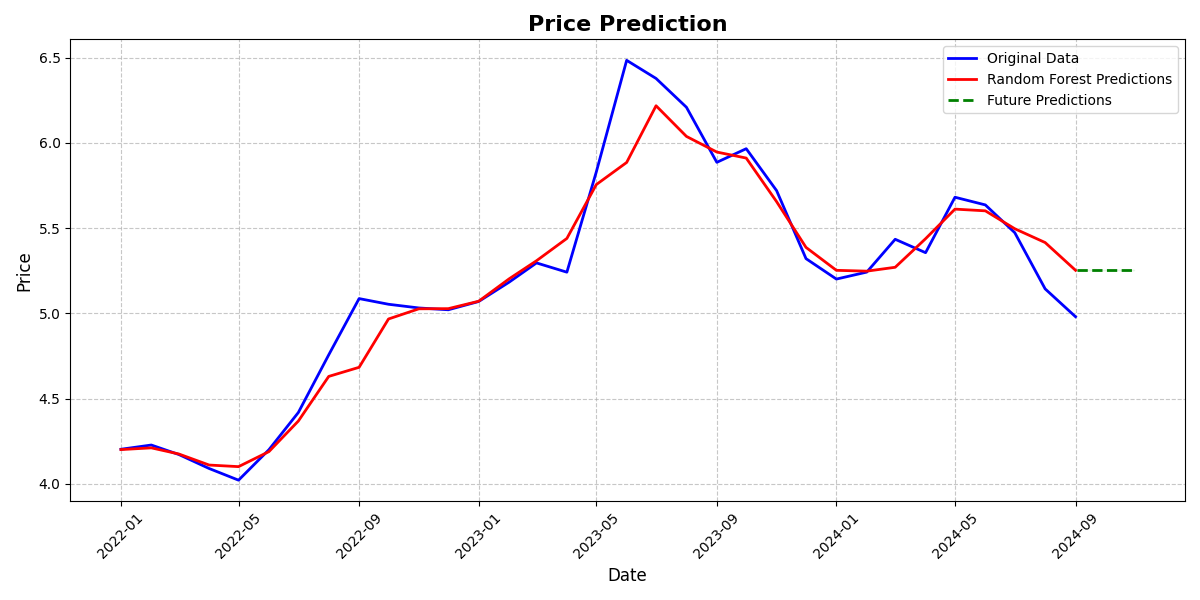 Price Prediction
Original Data
Random Forest Predictions
Future Predictions
Price
6.5
6.0
5.5
5.0
4.5
4.0
2022-01
2022-05
2022-09
2023-01
2023-05
2023-09
2024-01
2024-05
2024-09
Date